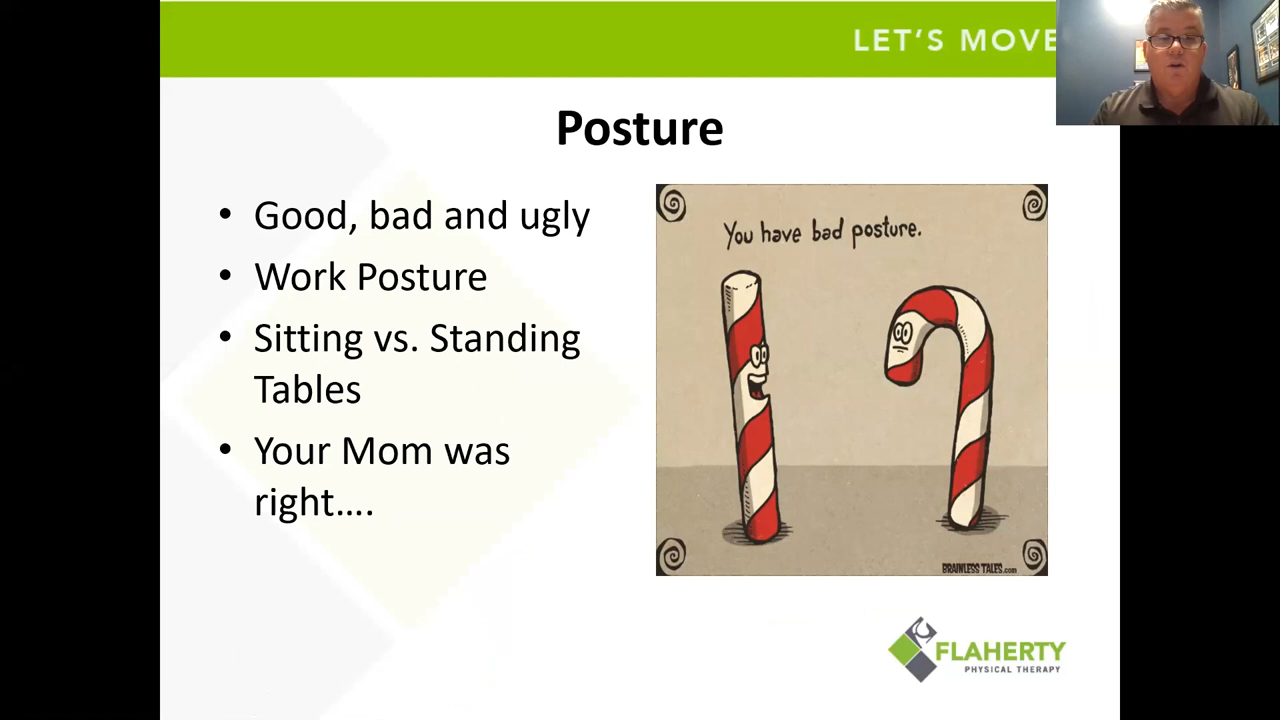 LET'S MOVE
Posture
• Good, bad and ugly
• Work Posture
• Sitting vs. Standing
Tables
• Your Mom was
right….
You have bad posture.
BRAINLESS TALES.com
FLAHERTY
PHYSICAL THERAPY